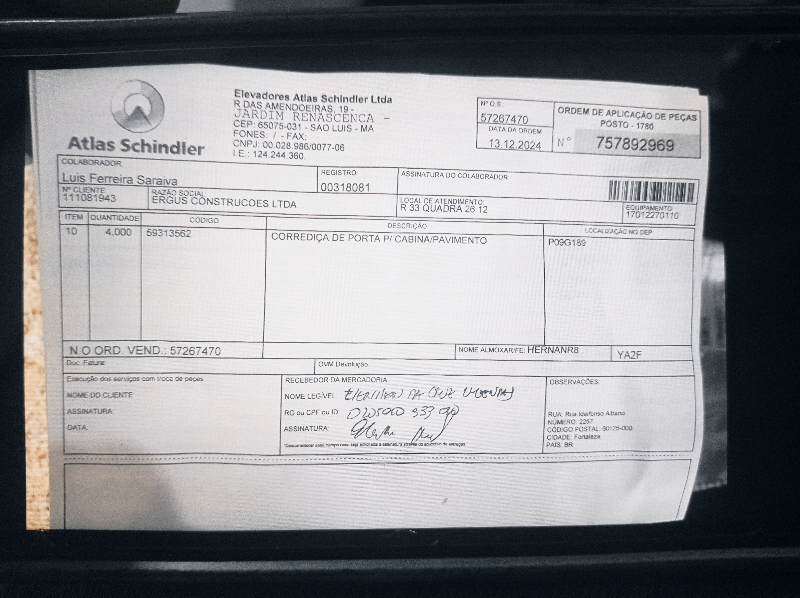 Atlas Schindler
Elevadores Atlas Schindler Ltda
R DAS AMENDOEIRAS, 19 -
JARDIM RENASCENCA -
CEP: 65075-031 - SAO LUIS - MA
FONES: / - FAX:
CNPJ: 00.028.986/0077-06
I.E.: 124.244.360.
Nº O.S.
57267470
DATA DA ORDEM
13.12.2024
ORDEM DE APLICAÇÃO DE PEÇAS
POSTO - 1780
Nº 757892969
COLABORADOR
Luis Ferreira Saraiva
REGISTRO
00318081
ASSINATURA DO COLABORADOR
Nº CLIENTE
111081943
RAZÃO SOCIAL
ERGUS CONSTRUCOES LTDA
LOCAL DE ATENDIMENTO
R 33 QUADRA 26 12
EQUIPAMENTO
17012270110
ITEM QUANTIDADE CÓDIGO DESCRIÇÃO LOCALIZAÇÃO NO DEP
10 4,000 59313562 CORREDIÇA DE PORTA P/ CABINA/PAVIMENTO P09G189
N.O ORD. VEND.: 57267470
NOME ALMOXARIFE: HERNANR8 YA2F
Doc. Fatura
OVM Devolução
Execução dos serviços com troca de peças
NOME DO CLIENTE
ASSINATURA:
DATA:
RECEBEDOR DA MERCADORIA
NOME LEGÍVEL DA CRUZ
RG ou CPF ou ID
ASSINATURA:
OBSERVAÇÕES:
RUA: Rua Idelfonso Albano
NÚMERO: 2257
CÓDIGO POSTAL:
CIDADE: Fortaleza
PAÍS: BR